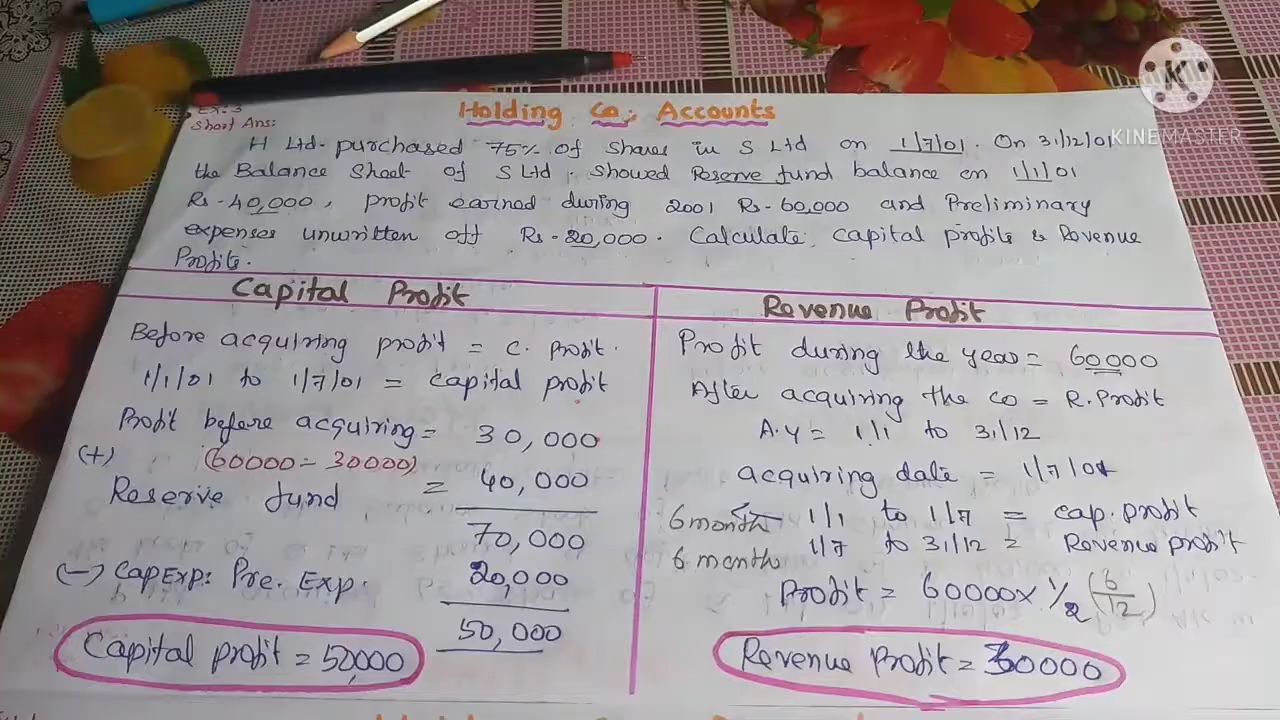 Ex: 3
Short Ans:
Holding Co; Accounts
K
KINEMASTER
H Ltd. purchased 75% of Shares in S Ltd on 1/7/01. On 31/12/01
the Balance Sheet of S Ltd. Showed Reserve fund balance on 1/1/01
Rs-40,000, profit earned during 2001 Rs-60,000 and Preliminary
expenses unwritten off Rs-20,000. Calculate Capital profit & Revenue
Profit.
Capital Profit
Before acquiring profit = C. Profit.
1/1/01 to 1/7/01 = Capital profit
Profit before acquiring = 30,000
(+) (60000 - 30000)
Reserve fund = 40,000
70,000
(-) Cap Exp: Pre. Exp. 20,000
50,000
Capital profit = 50,000
Revenue Profit
Profit during the year = 60000
After acquiring the co = R. Profit
A.Y = 1/1 to 31/12
acquiring date = 1/7/01
6 month 1/1 to 1/7 = Cap. profit
6 month 1/7 to 31/12 = Revenue profit
Profit = 60000 x 1/2 (6/12)
Revenue Profit = 30000